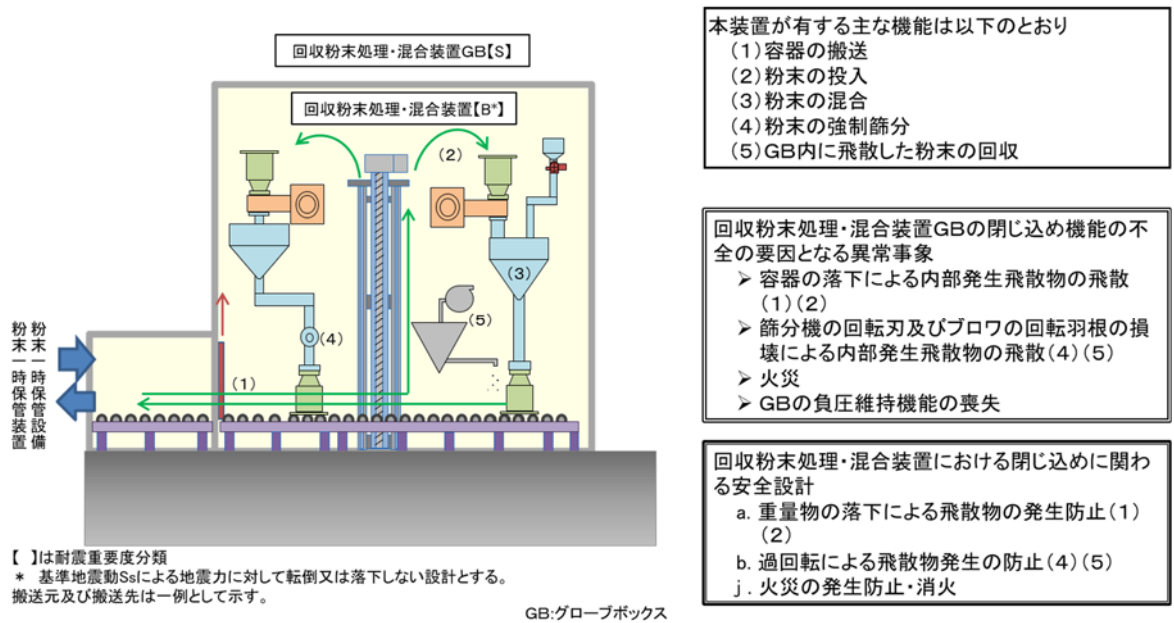 回収粉末処理・混合装置GB【S】
回収粉末処理・混合装置【B*】
(2)
(3)
(4)
(5)
(1)
粉末一時保管設備
粉末一時保管装置
【 】は耐震重要度分類
* 基準地震動Ssによる地震力に対して転倒又は落下しない設計とする。
搬送元及び搬送先は一例として示す。
GB:グローブボックス
本装置が有する主な機能は以下のとおり
(1)容器の搬送
(2)粉末の投入
(3)粉末の混合
(4)粉末の強制篩分
(5)GB内に飛散した粉末の回収
回収粉末処理・混合装置GBの閉じ込め機能の不
全の要因となる異常事象
➢ 容器の落下による内部発生飛散物の飛散
(1)(2)
➢ 篩分機の回転刃及びブロワの回転羽根の損
壊による内部発生飛散物の飛散(4)(5)
➢ 火災
➢ GBの負圧維持機能の喪失
回収粉末処理・混合装置における閉じ込めに関わ
る安全設計
a. 重量物の落下による飛散物の発生防止(1)
(2)
b. 過回転による飛散物発生の防止(4)(5)
j. 火災の発生防止・消火